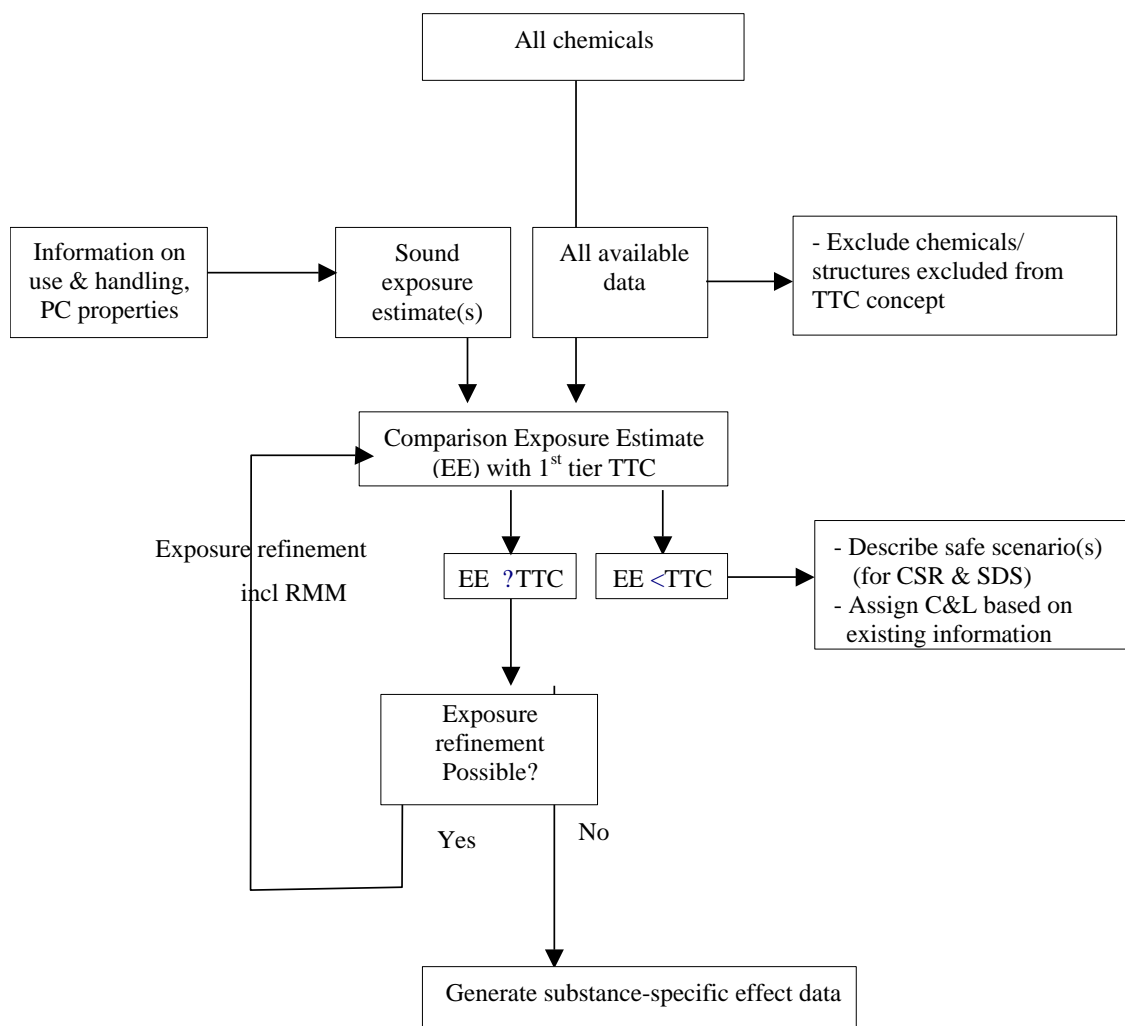 All chemicals
Information on
use & handling,
PC properties
Sound
exposure
estimate(s)
All available
data
- Exclude chemicals/
structures excluded from
TTC concept
Comparison Exposure Estimate
(EE) with 1st tier TTC
Exposure refinement
incl RMM
EE ?TTC
EE <TTC
- Describe safe scenario(s)
(for CSR & SDS)
- Assign C&L based on
existing information
Exposure
refinement
Possible?
Yes
No
Generate substance-specific effect data